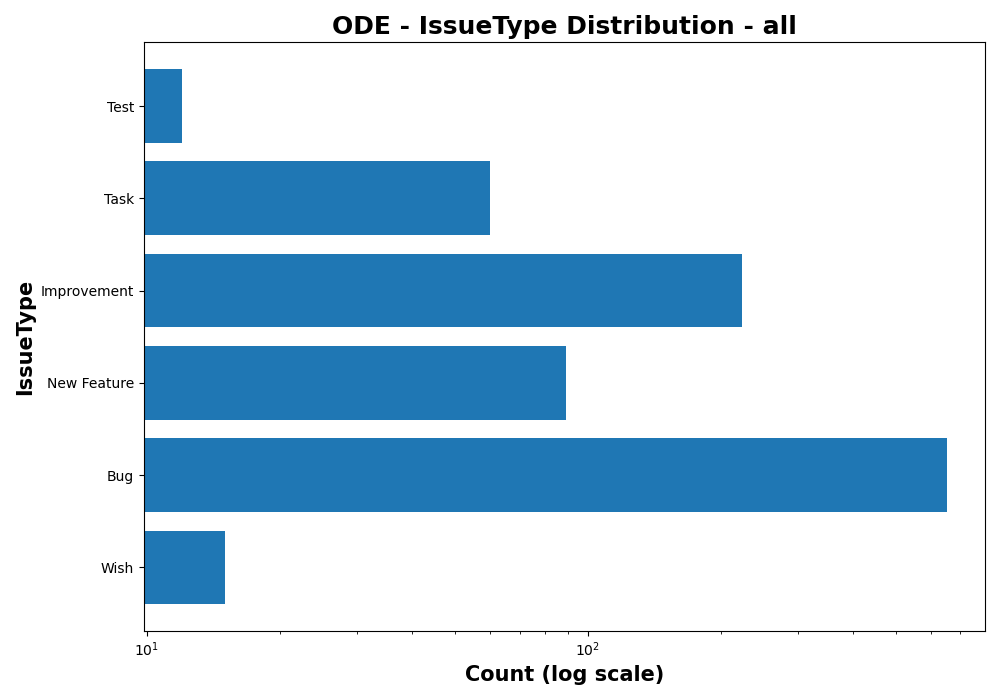 ODE - IssueType Distribution - all
IssueType
Test
Task
Improvement
New Feature
Bug
Wish
10¹
10²
Count (log scale)